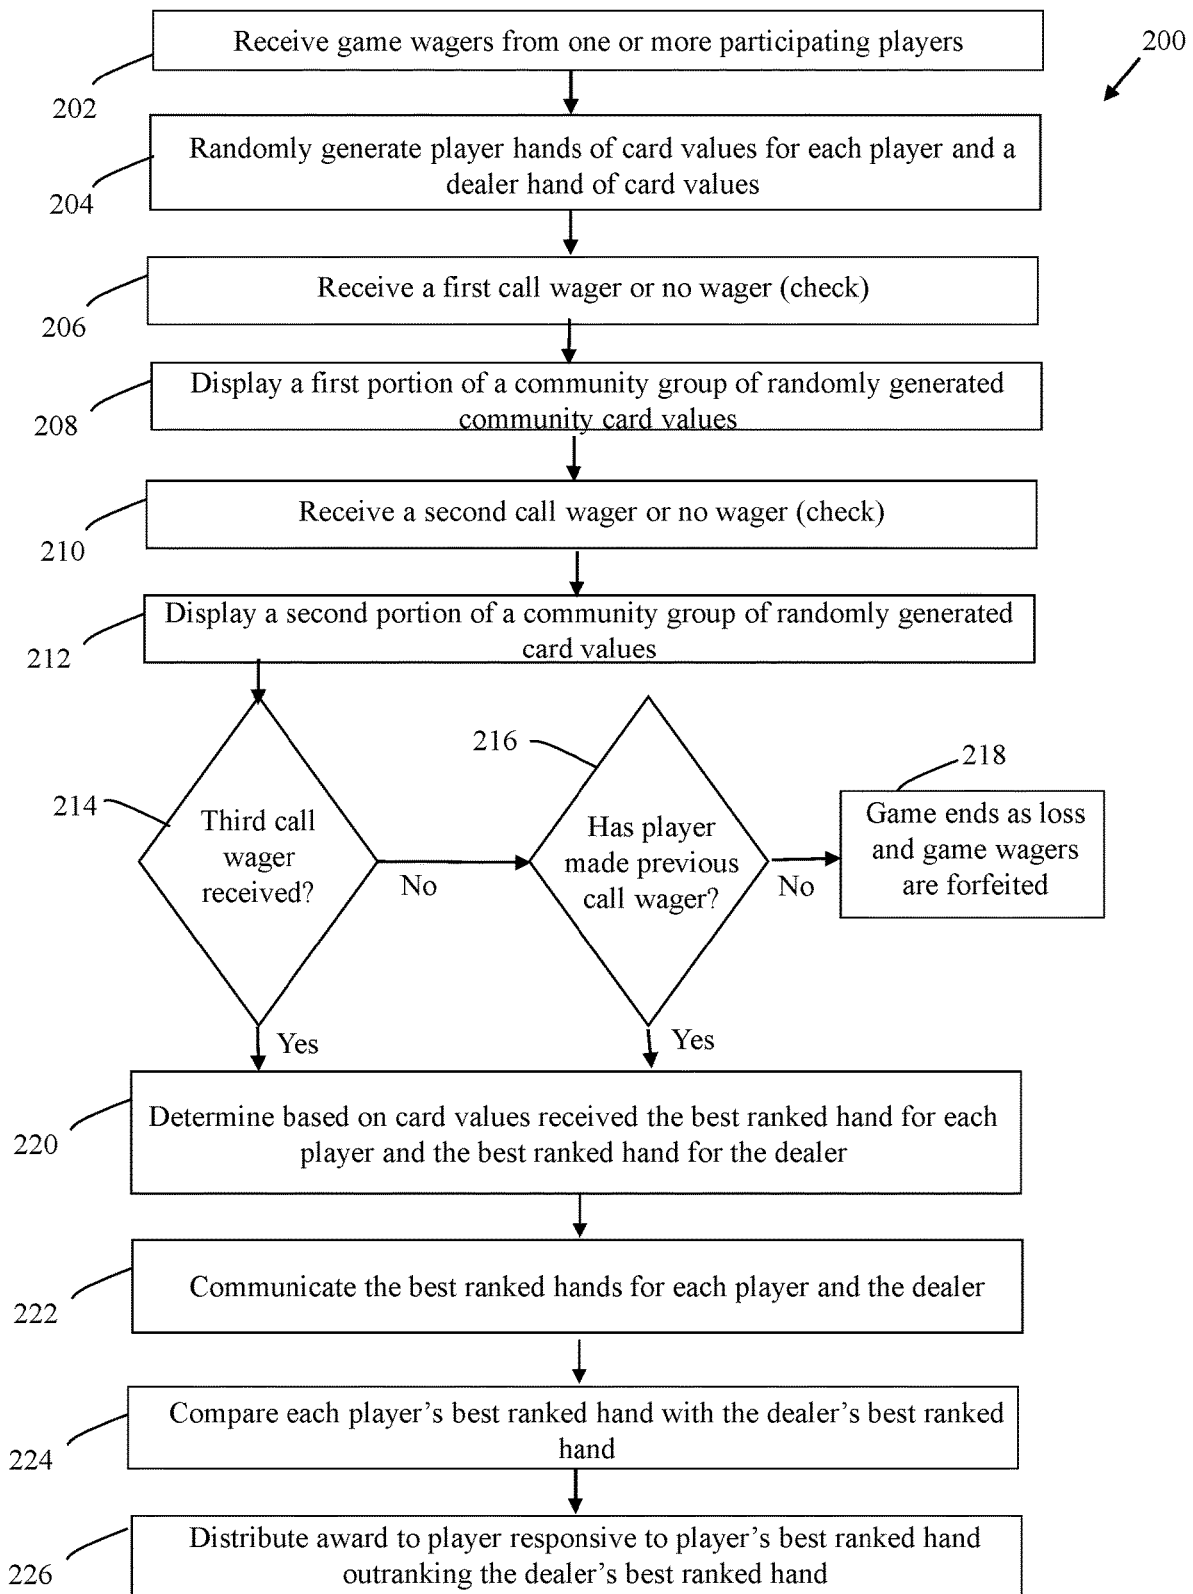 Receive game wagers from one or more participating players
200
202
Randomly generate player hands of card values for each player and a
dealer hand of card values
204
Receive a first call wager or no wager (check)
206
Display a first portion of a community group of randomly generated
community card values
208
Receive a second call wager or no wager (check)
210
Display a second portion of a community group of randomly generated
card values
212
214
Third call
wager
received?
No
216
Has player
made previous
call wager?
No
218
Game ends as loss
and game wagers
are forfeited
Yes
Yes
Determine based on card values received the best ranked hand for each
player and the best ranked hand for the dealer
220
Communicate the best ranked hands for each player and the dealer
222
Compare each player's best ranked hand with the dealer's best ranked
hand
224
Distribute award to player responsive to player's best ranked hand
outranking the dealer's best ranked hand
226